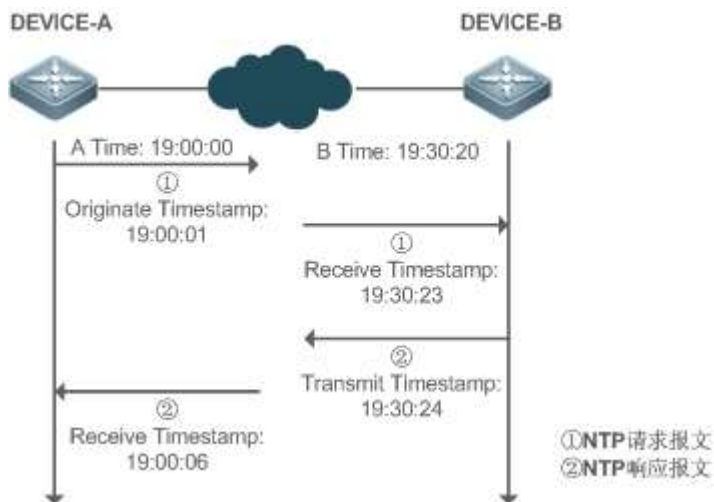 DEVICE-A
DEVICE-B
A Time: 19:00:00
B Time: 19:30:20
①
Originate Timestamp:
19:00:01
①
Receive Timestamp:
19:30:23
②
Transmit Timestamp:
19:30:24
②
Receive Timestamp:
19:00:06
①NTP请求报文
②NTP响应报文